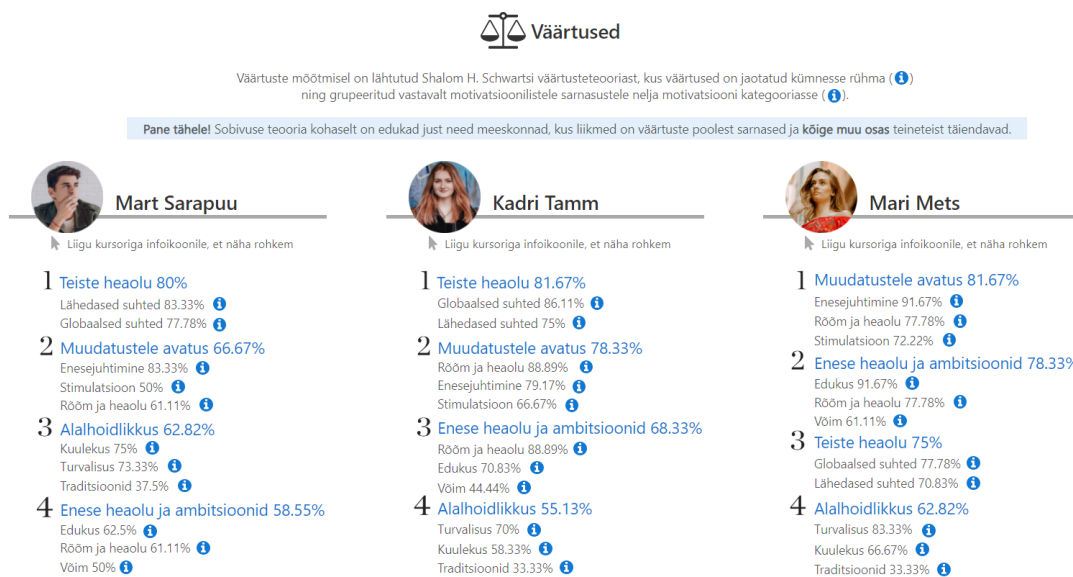 Väärtused
Väärtuste mõõtmisel on lähtutud Shalom H. Schwartsi väärtusteteooriast, kus väärtused on jaotatud kümnesse rühma (i)
ning grupeeritud vastavalt motivatsioonilistele sarnasustele nelja motivatsiooni kategooriasse (i).
Pane tähele! Sobivuse teooria kohaselt on edukad just need meeskonnad, kus liikmed on väärtuste poolest sarnased ja kõige muu osas teineteist täiendavad.
Mart Sarapuu
Liigu kursoriga infoikoonile, et näha rohkem
1 Teiste heaolu 80%
Lähedased suhted 83.33% i
Globaalsed suhted 77.78% i
2 Muudatustele avatus 66.67%
Enesejuhtimine 83.33% i
Stimulatsioon 50% i
Rõõm ja heaolu 61.11% i
3 Alalhoidlikkus 62.82%
Kuulekus 75% i
Turvalisus 73.33% i
Traditsioonid 37.5% i
4 Enese heaolu ja ambitsioonid 58.55%
Edukus 62.5% i
Rõõm ja heaolu 61.11% i
Võim 50% i
Kadri Tamm
Liigu kursoriga infoikoonile, et näha rohkem
1 Teiste heaolu 81.67%
Globaalsed suhted 86.11% i
Lähedased suhted 75% i
2 Muudatustele avatus 78.33%
Rõõm ja heaolu 88.89% i
Enesejuhtimine 79.17% i
Stimulatsioon 66.67% i
3 Enese heaolu ja ambitsioonid 68.33%
Rõõm ja heaolu 88.89% i
Edukus 70.83% i
Võim 44.44% i
4 Alalhoidlikkus 55.13%
Turvalisus 70% i
Kuulekus 58.33% i
Traditsioonid 33.33% i
Mari Mets
Liigu kursoriga infoikoonile, et näha rohkem
1 Muudatustele avatus 81.67%
Enesejuhtimine 91.67% i
Rõõm ja heaolu 77.78% i
Stimulatsioon 72.22% i
2 Enese heaolu ja ambitsioonid 78.33%
Edukus 91.67% i
Rõõm ja heaolu 77.78% i
Võim 61.11% i
3 Teiste heaolu 75%
Globaalsed suhted 77.78% i
Lähedased suhted 70.83% i
4 Alalhoidlikkus 62.82%
Turvalisus 83.33% i
Kuulekus 66.67% i
Traditsioonid 33.33% i